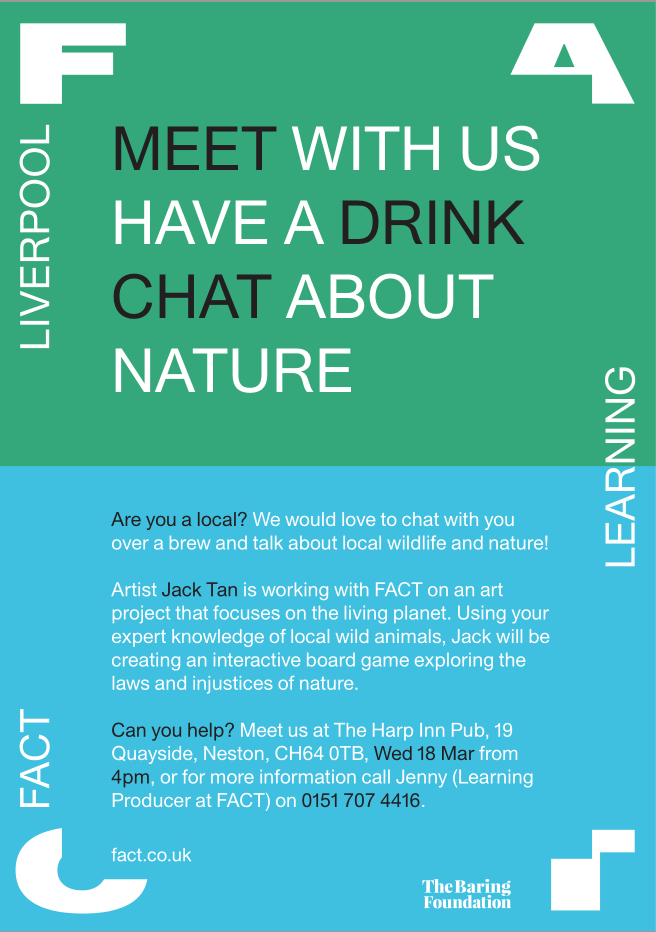 F A
LIVERPOOL
MEET WITH US
HAVE A DRINK
CHAT ABOUT
NATURE
LEARNING
Are you a local? We would love to chat with you
over a brew and talk about local wildlife and nature!
Artist Jack Tan is working with FACT on an art
project that focuses on the living planet. Using your
expert knowledge of local wild animals, Jack will be
creating an interactive board game exploring the
laws and injustices of nature.
Can you help? Meet us at The Harp Inn Pub, 19
Quayside, Neston, CH64 0TB, Wed 18 Mar from
4pm, or for more information call Jenny (Learning
Producer at FACT) on 0151 707 4416.
FACT
fact.co.uk
C T
The Baring
Foundation